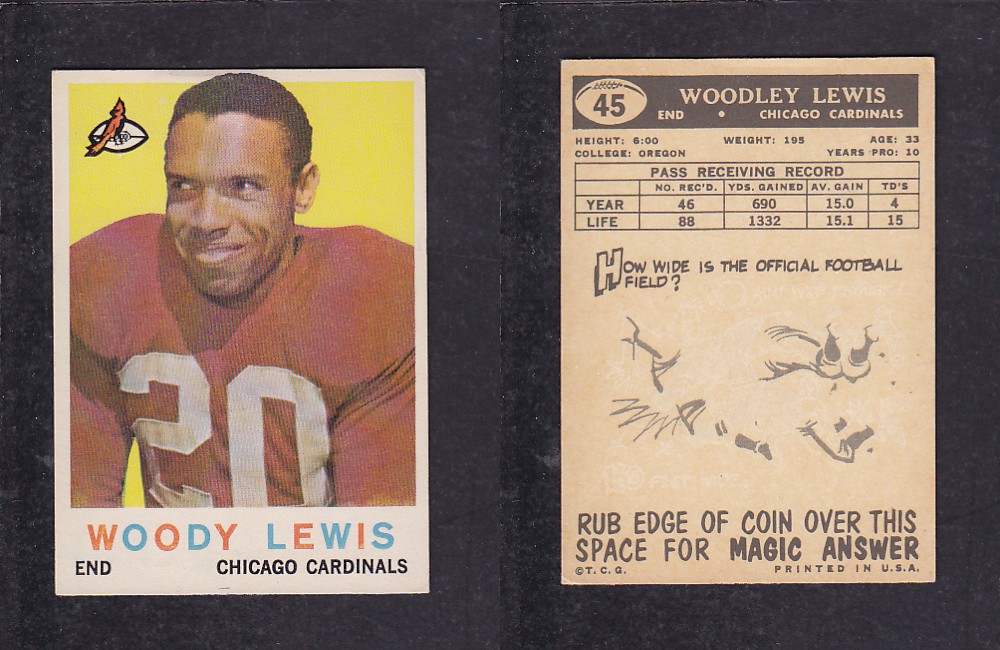 20
WOODY LEWIS
END CHICAGO CARDINALS
45 WOODLEY LEWIS
END • CHICAGO CARDINALS
HEIGHT: 6:00 WEIGHT: 195 AGE: 33
COLLEGE: OREGON YEARS PRO: 10
PASS RECEIVING RECORD
NO. REC'D. YDS. GAINED AV. GAIN TD'S
YEAR 46 690 15.0 4
LIFE 88 1332 15.1 15
HOW WIDE IS THE OFFICIAL FOOTBALL
FIELD?
RUB EDGE OF COIN OVER THIS
SPACE FOR MAGIC ANSWER
©T.C.G. PRINTED IN U.S.A.